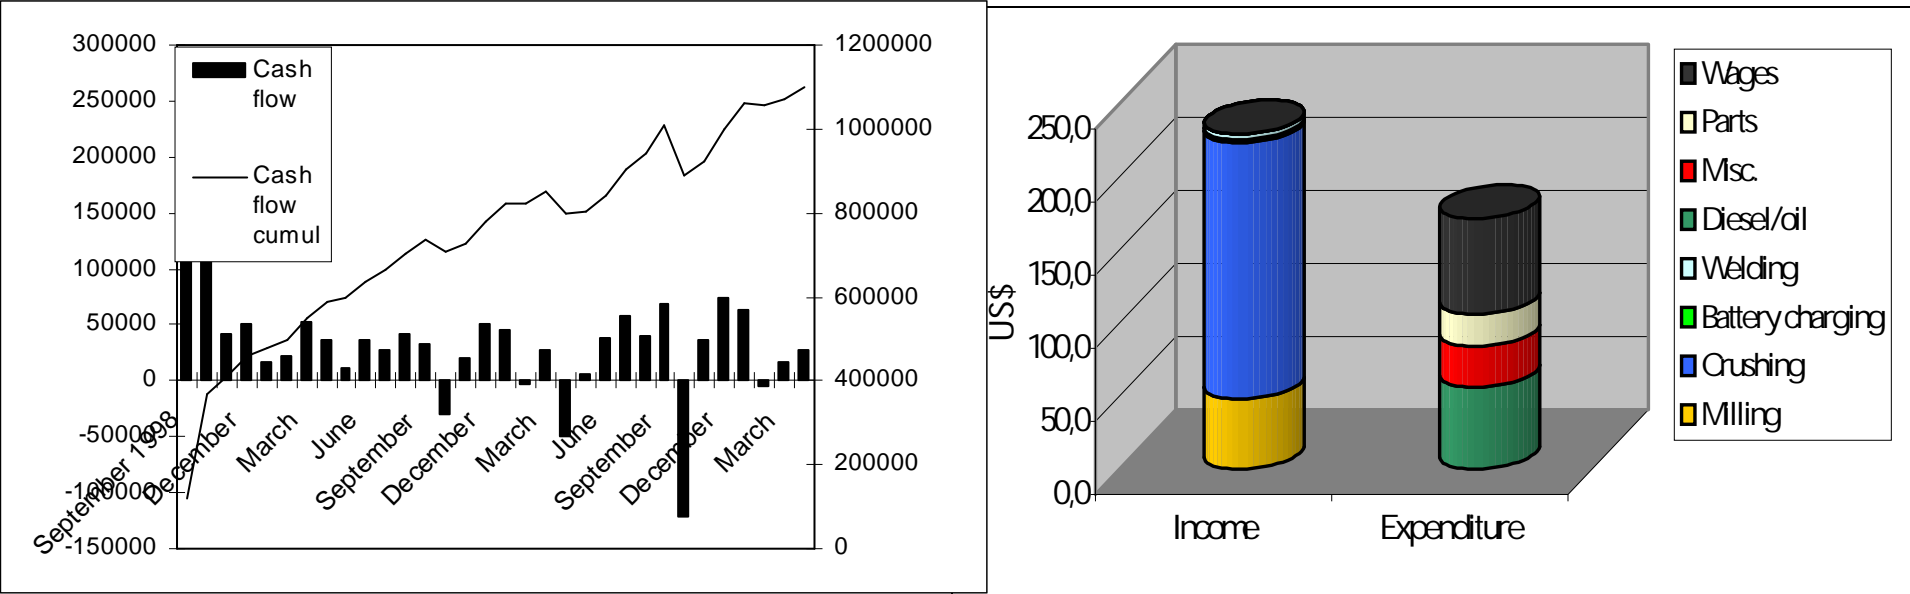 300000
250000
200000
150000
100000
50000
0
-50000
-100000
-150000
Cash
flow
Cash
flow
cumul
1200000
1000000
800000
600000
400000
200000
0
September 1998
December
March
June
September
December
March
June
September
December
March
US$
250,0
200,0
150,0
100,0
50,0
0,0
Income
Expenditure
Wages
Parts
Misc.
Diesel/oil
Welding
Battery charging
Crushing
Milling